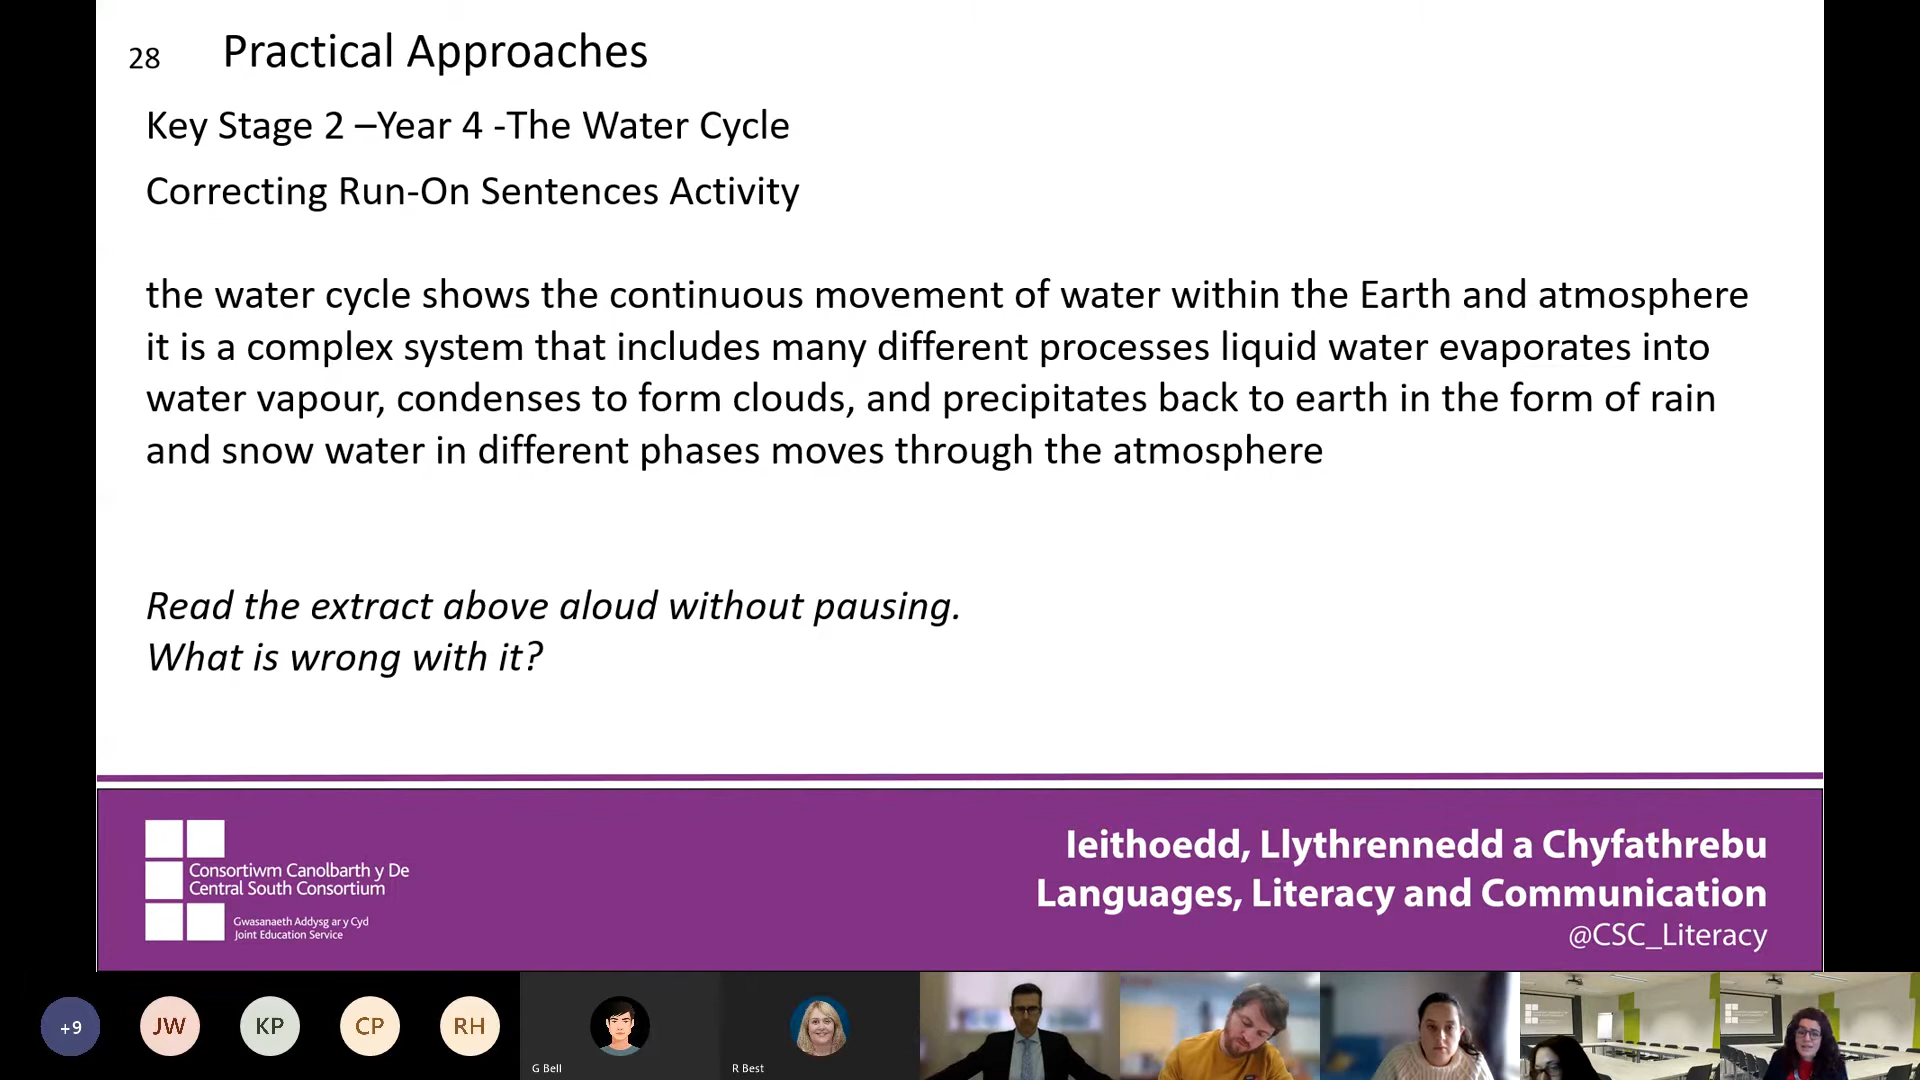 28 Practical Approaches
Key Stage 2 –Year 4 -The Water Cycle
Correcting Run-On Sentences Activity
the water cycle shows the continuous movement of water within the Earth and atmosphere
it is a complex system that includes many different processes liquid water evaporates into
water vapour, condenses to form clouds, and precipitates back to earth in the form of rain
and snow water in different phases moves through the atmosphere
Read the extract above aloud without pausing.
What is wrong with it?
Consortiwm Canolbarth y De
Central South Consortium
Gwasanaeth Addysg ar y Cyd
Joint Education Service
Ieithoedd, Llythrennedd a Chyfathrebu
Languages, Literacy and Communication
@CSC_Literacy
+9
JW
KP
CP
RH
G Bell
R Best